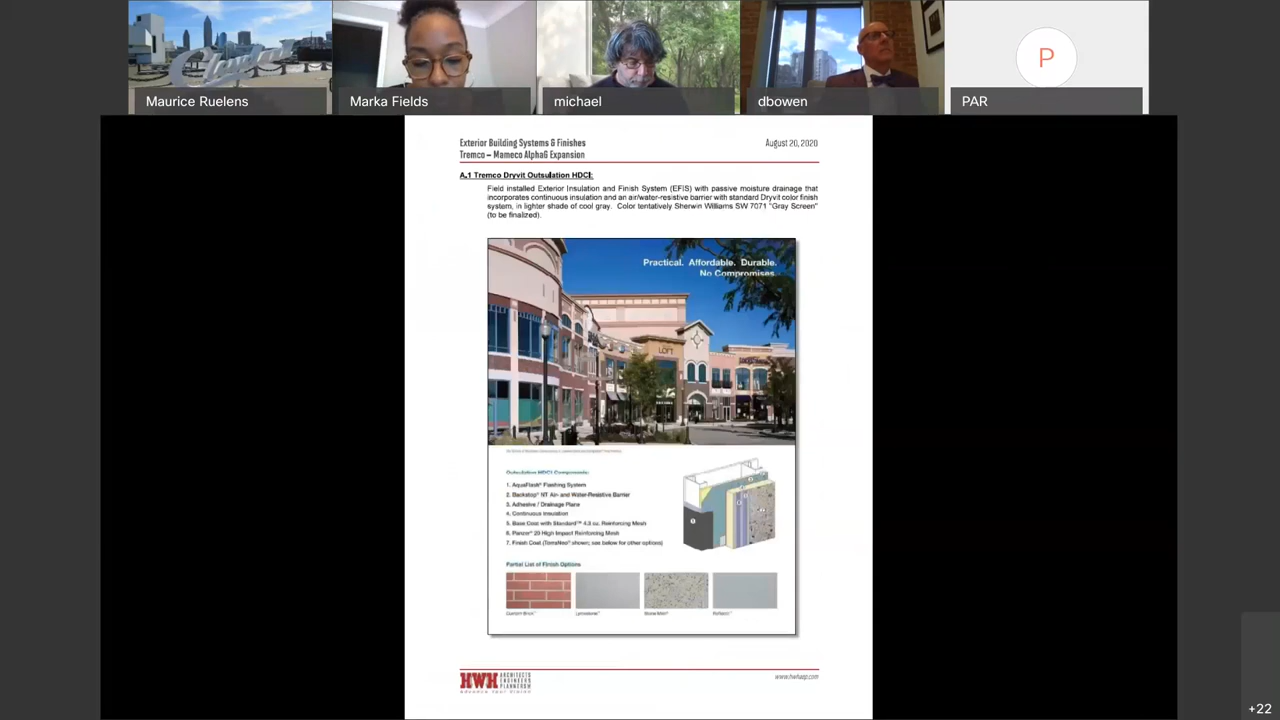 Maurice Ruelens
Marka Fields
michael
dbowen
P
PAR
Exterior Building Systems & Finishes
August 20, 2020
Tremco – Mameco Alpha6 Expansion
A.1 Tremco Dryvit Outsulation HDCI:
Field installed Exterior Insulation and Finish System (EFIS) with passive moisture drainage that
incorporates continuous insulation and an air/water-resistive barrier with standard Dryvit color finish
system, in lighter shade of cool gray. Color tentatively Sherwin Williams SW 7071 "Gray Screen"
(to be finalized).
Practical. Affordable. Durable.
No Compromises.
LOFT
Outsulation HDCI Components:
1. AquaFlash® Flashing System
2. Backstop® NT Air- and Water-Resistive Barrier
3. Adhesive / Drainage Plane
4. Continuous Insulation
5. Base Coat with Standard™ 4.3 oz. Reinforcing Mesh
6. Panzer® 20 High Impact Reinforcing Mesh
7. Finish Coat (TerraNeo® shown; see below for other options)
Partial List of Finish Options
Custom Brick™
Lymestone™
Stone Mist®
HWH
ARCHITECTS
ENGINEERS
PLANNERS
www.hwhaep.com
+22